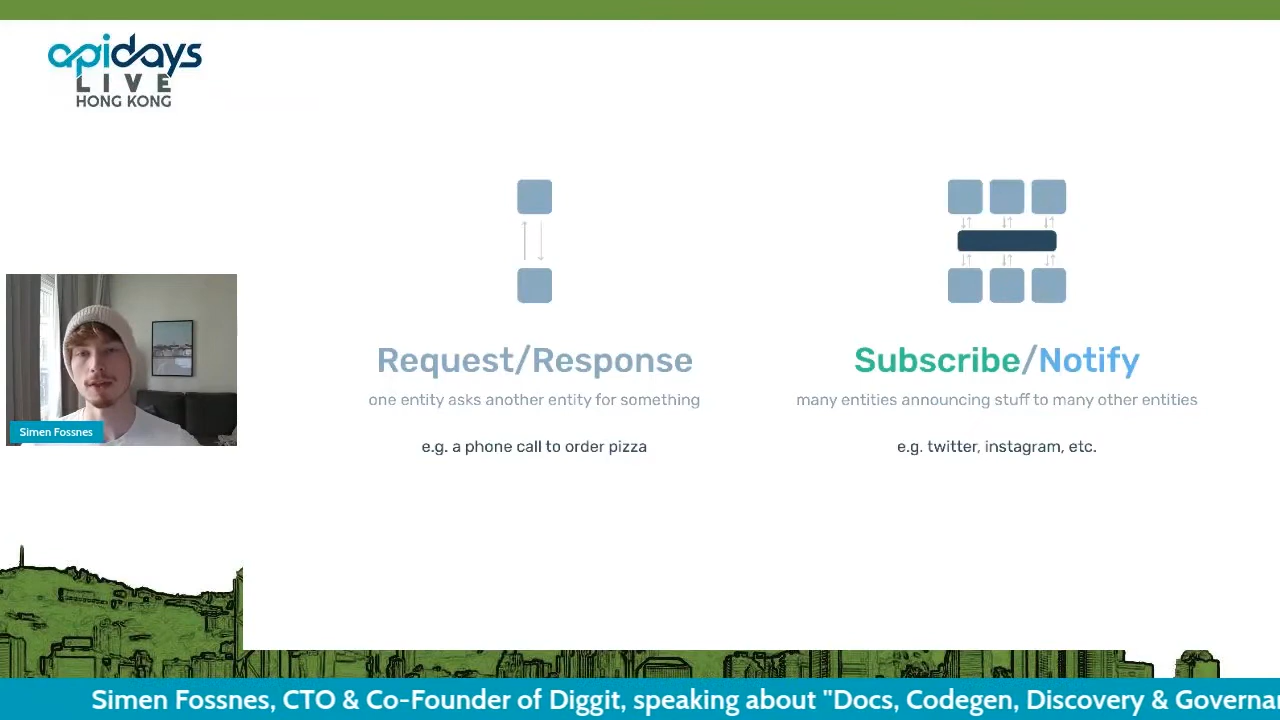 apidays
LIVE
HONG KONG
Request/Response
one entity asks another entity for something
e.g. a phone call to order pizza
Subscribe/Notify
many entities announcing stuff to many other entities
e.g. twitter, instagram, etc.
Simen Fossnes
Simen Fossnes, CTO & Co-Founder of Diggit, speaking about "Docs, Codegen, Discovery &